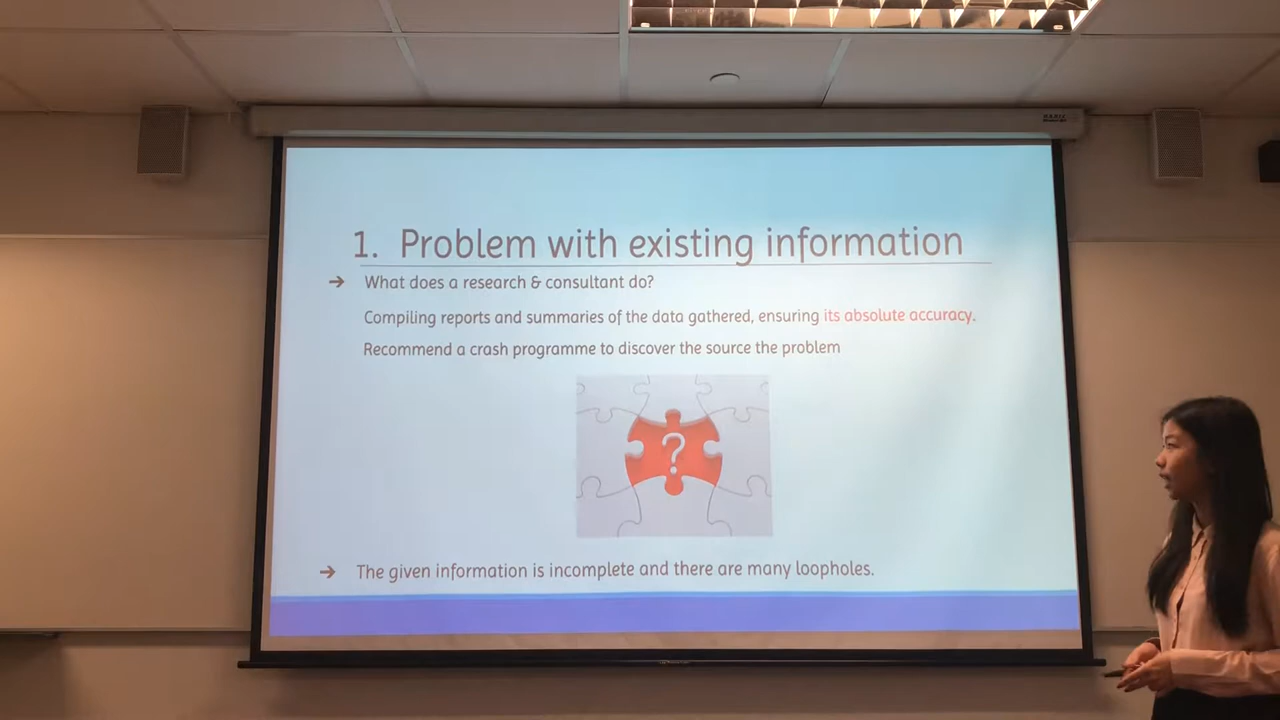 1. Problem with existing information
→ What does a research & consultant do?
Compiling reports and summaries of the data gathered, ensuring its absolute accuracy.
Recommend a crash programme to discover the source the problem
?
→ The given information is incomplete and there are many loopholes.